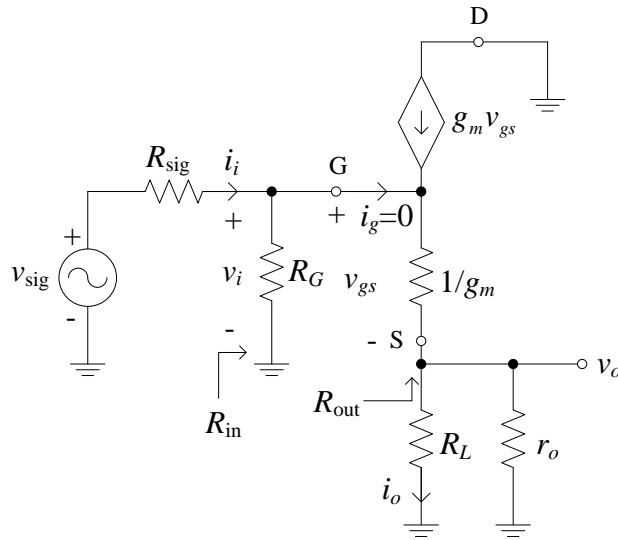 D
g_m v_gs
R_sig
i_i
G
+
+
i_g=0
+
v_sig
-
v_i
R_G
v_gs
1/g_m
-
- S
R_in
R_out
v_o
R_L
r_o
i_o